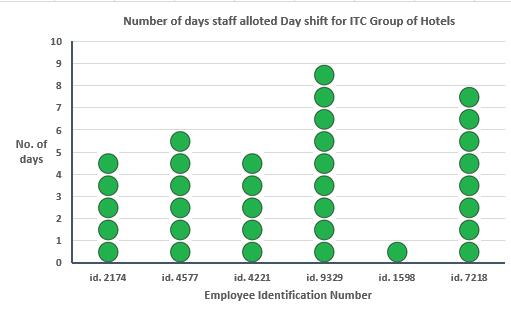 Number of days staff alloted Day shift for ITC Group of Hotels
10
9
8
7
6
5
4
3
2
1
0
No. of
days
id. 2174 id. 4577 id. 4221 id. 9329 id. 1598 id. 7218
Employee Identification Number